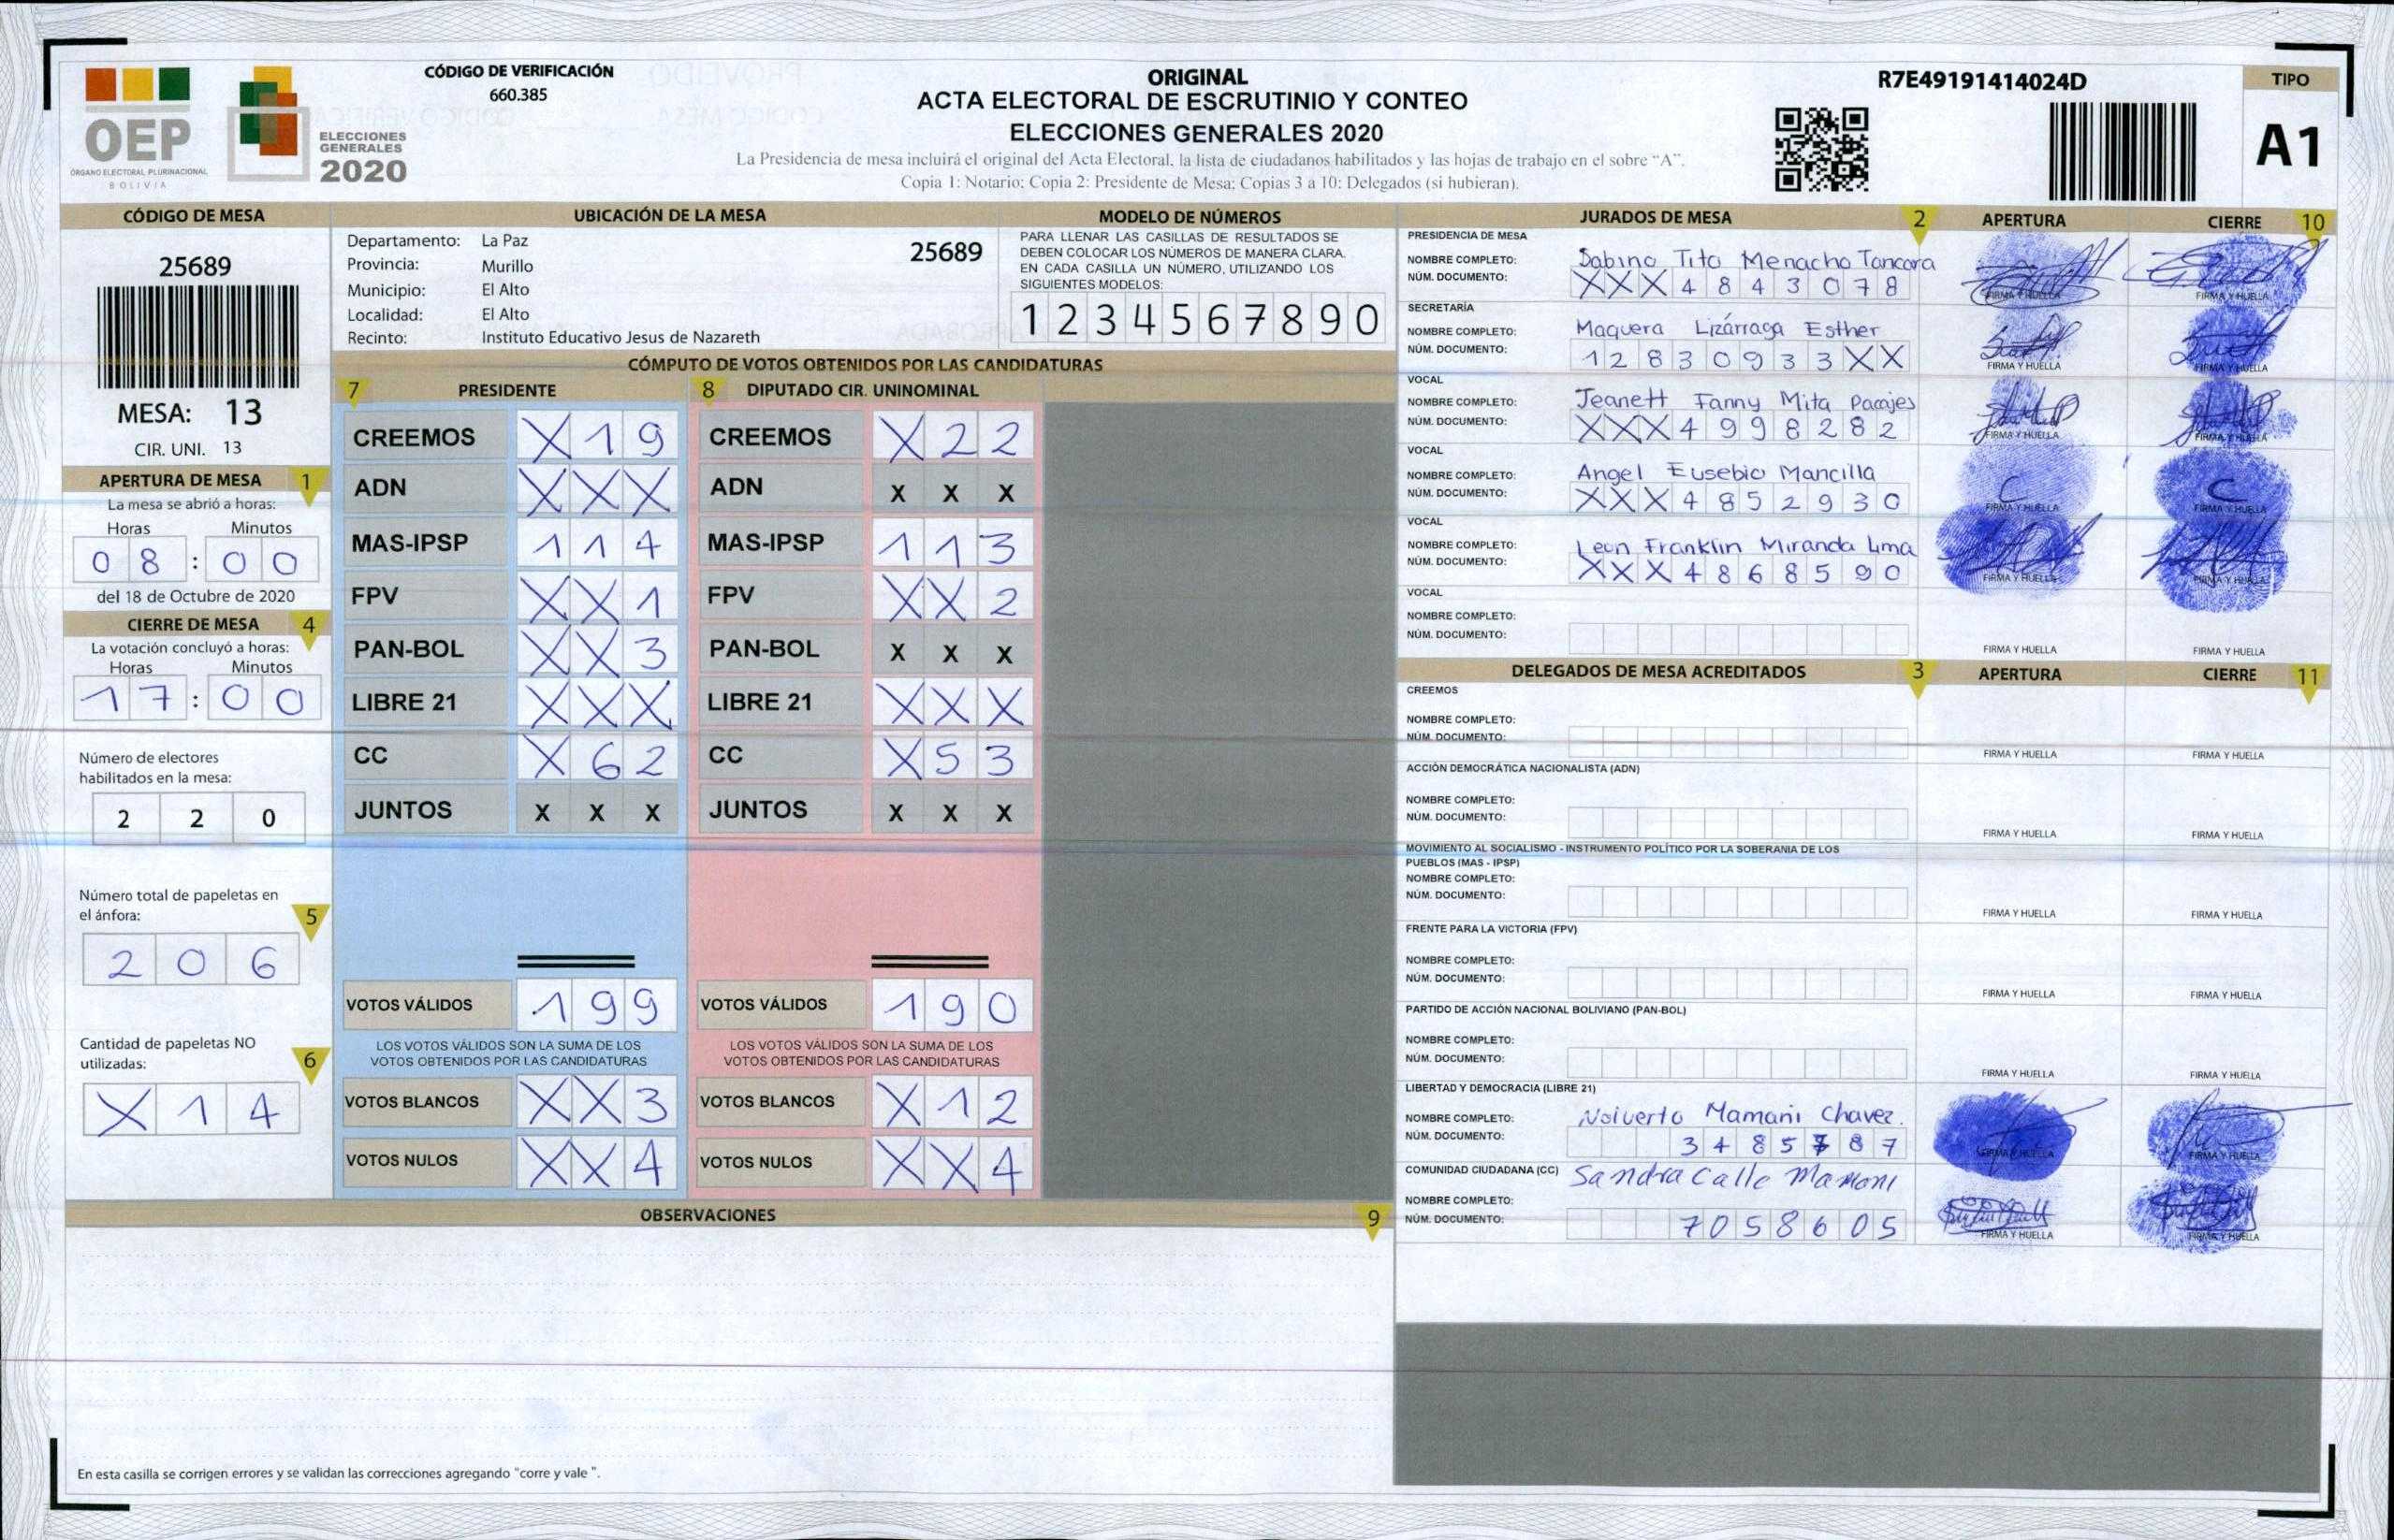 OEP
ÓRGANO ELECTORAL PLURINACIONAL
BOLIVIA
ELECCIONES
GENERALES
2020
CÓDIGO DE VERIFICACIÓN
660.385
ORIGINAL
ACTA ELECTORAL DE ESCRUTINIO Y CONTEO
ELECCIONES GENERALES 2020
La Presidencia de mesa incluirá el original del Acta Electoral, la lista de ciudadanos habilitados y las hojas de trabajo en el sobre "A".
Copia 1: Notario; Copia 2: Presidente de Mesa; Copias 3 a 10: Delegados (si hubieran).
R7E49191414024D
TIPO
A1
CÓDIGO DE MESA
25689
MESA: 13
CIR. UNI. 13
APERTURA DE MESA 1
La mesa se abrió a horas:
Horas Minutos
08 : 00
del 18 de Octubre de 2020
CIERRE DE MESA 4
La votación concluyó a horas:
Horas Minutos
17 : 00
Número de electores
habilitados en la mesa:
2 2 0
Número total de papeletas en
el ánfora: 5
2 0 6
Cantidad de papeletas NO
utilizadas: 6
X 1 4
UBICACIÓN DE LA MESA
Departamento: La Paz 25689
Provincia: Murillo
Municipio: El Alto
Localidad: El Alto
Recinto: Instituto Educativo Jesus de Nazareth
MODELO DE NÚMEROS
PARA LLENAR LAS CASILLAS DE RESULTADOS SE
DEBEN COLOCAR LOS NÚMEROS DE MANERA CLARA.
EN CADA CASILLA UN NÚMERO, UTILIZANDO LOS
SIGUIENTES MODELOS:
1 2 3 4 5 6 7 8 9 0
CÓMPUTO DE VOTOS OBTENIDOS POR LAS CANDIDATURAS
7 PRESIDENTE 8 DIPUTADO CIR. UNINOMINAL
CREEMOS X 1 9 CREEMOS X 2 2
ADN X X X ADN X X X
MAS-IPSP 1 1 4 MAS-IPSP 1 1 3
FPV X X 1 FPV X X 2
PAN-BOL X X 3 PAN-BOL X X X
LIBRE 21 X X X LIBRE 21 X X X
CC X 6 2 CC X 5 3
JUNTOS X X X JUNTOS X X X
VOTOS VÁLIDOS 1 9 9 VOTOS VÁLIDOS 1 9 0
LOS VOTOS VÁLIDOS SON LA SUMA DE LOS LOS VOTOS VÁLIDOS SON LA SUMA DE LOS
VOTOS OBTENIDOS POR LAS CANDIDATURAS VOTOS OBTENIDOS POR LAS CANDIDATURAS
VOTOS BLANCOS X X 3 VOTOS BLANCOS X 1 2
VOTOS NULOS X X 4 VOTOS NULOS X X 4
OBSERVACIONES 9
En esta casilla se corrigen errores y se validan las correcciones agregando "corre y vale ".
JURADOS DE MESA 2 APERTURA CIERRE 10
PRESIDENCIA DE MESA
NOMBRE COMPLETO: Sabino Tito Menacho Tancara
NÚM. DOCUMENTO: X X X 4 8 4 3 0 7 8
FIRMA Y HUELLA FIRMA Y HUELLA
SECRETARÍA
NOMBRE COMPLETO: Maquera Lizárraga Esther
NÚM. DOCUMENTO: 1 2 8 3 0 9 3 3 X X
FIRMA Y HUELLA FIRMA Y HUELLA
VOCAL
NOMBRE COMPLETO: Jeanett Fanny Mita Pacajes
NÚM. DOCUMENTO: X X X 4 9 9 8 2 8 2
FIRMA Y HUELLA FIRMA Y HUELLA
VOCAL
NOMBRE COMPLETO: Angel Eusebio Mancilla
NÚM. DOCUMENTO: X X X 4 8 5 2 9 3 0
FIRMA Y HUELLA FIRMA Y HUELLA
VOCAL
NOMBRE COMPLETO: Leon Franklin Miranda Lima
NÚM. DOCUMENTO: X X X 4 8 6 8 5 9 0
FIRMA Y HUELLA FIRMA Y HUELLA
VOCAL
NOMBRE COMPLETO:
NÚM. DOCUMENTO:
FIRMA Y HUELLA FIRMA Y HUELLA
DELEGADOS DE MESA ACREDITADOS 3 APERTURA CIERRE 11
CREEMOS
NOMBRE COMPLETO:
NÚM. DOCUMENTO:
FIRMA Y HUELLA FIRMA Y HUELLA
ACCIÓN DEMOCRÁTICA NACIONALISTA (ADN)
NOMBRE COMPLETO:
NÚM. DOCUMENTO:
FIRMA Y HUELLA FIRMA Y HUELLA
MOVIMIENTO AL SOCIALISMO - INSTRUMENTO POLÍTICO POR LA SOBERANIA DE LOS
PUEBLOS (MAS - IPSP)
NOMBRE COMPLETO:
NÚM. DOCUMENTO:
FIRMA Y HUELLA FIRMA Y HUELLA
FRENTE PARA LA VICTORIA (FPV)
NOMBRE COMPLETO:
NÚM. DOCUMENTO:
FIRMA Y HUELLA FIRMA Y HUELLA
PARTIDO DE ACCIÓN NACIONAL BOLIVIANO (PAN-BOL)
NOMBRE COMPLETO:
NÚM. DOCUMENTO:
FIRMA Y HUELLA FIRMA Y HUELLA
LIBERTAD Y DEMOCRACIA (LIBRE 21)
NOMBRE COMPLETO: Nolverto Mamani Chavez.
NÚM. DOCUMENTO: 3 4 8 5 7 8 7
FIRMA Y HUELLA FIRMA Y HUELLA
COMUNIDAD CIUDADANA (CC) Sandra Calle Mamani
NOMBRE COMPLETO:
NÚM. DOCUMENTO: 7 0 5 8 6 0 5
FIRMA Y HUELLA FIRMA Y HUELLA